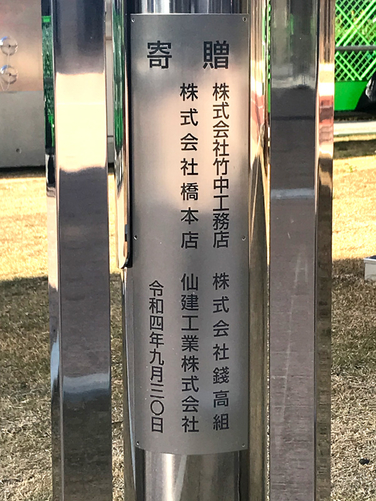 寄贈
株式会社竹中工務店 株式会社錢高組
株式会社橋本店 仙建工業株式会社
令和四年九月三〇日